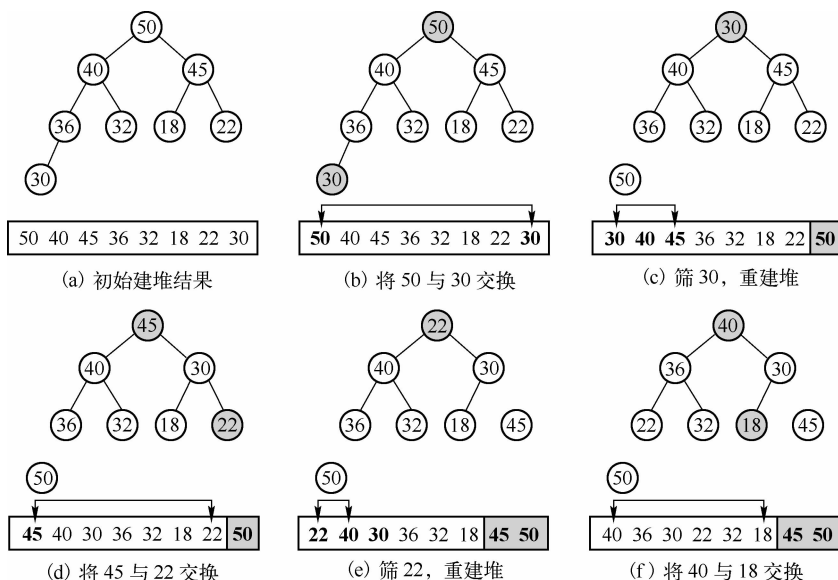 50 50 30
40 45 40 45 40 45
36 32 18 22 36 32 18 22 36 32 18 22
30 30 50
50 40 45 36 32 18 22 30 50 40 45 36 32 18 22 30 30 40 45 36 32 18 22 50
(a) 初始建堆结果 (b) 将 50 与 30 交换 (c) 筛 30，重建堆
45 22 40
40 30 40 30 36 30
36 32 18 22 36 32 18 45 22 32 18 45
50 50 50
45 40 30 36 32 18 22 50 22 40 30 36 32 18 45 50 40 36 30 22 32 18 45 50
(d) 将 45 与 22 交换 (e) 筛 22，重建堆 (f) 将 40 与 18 交换